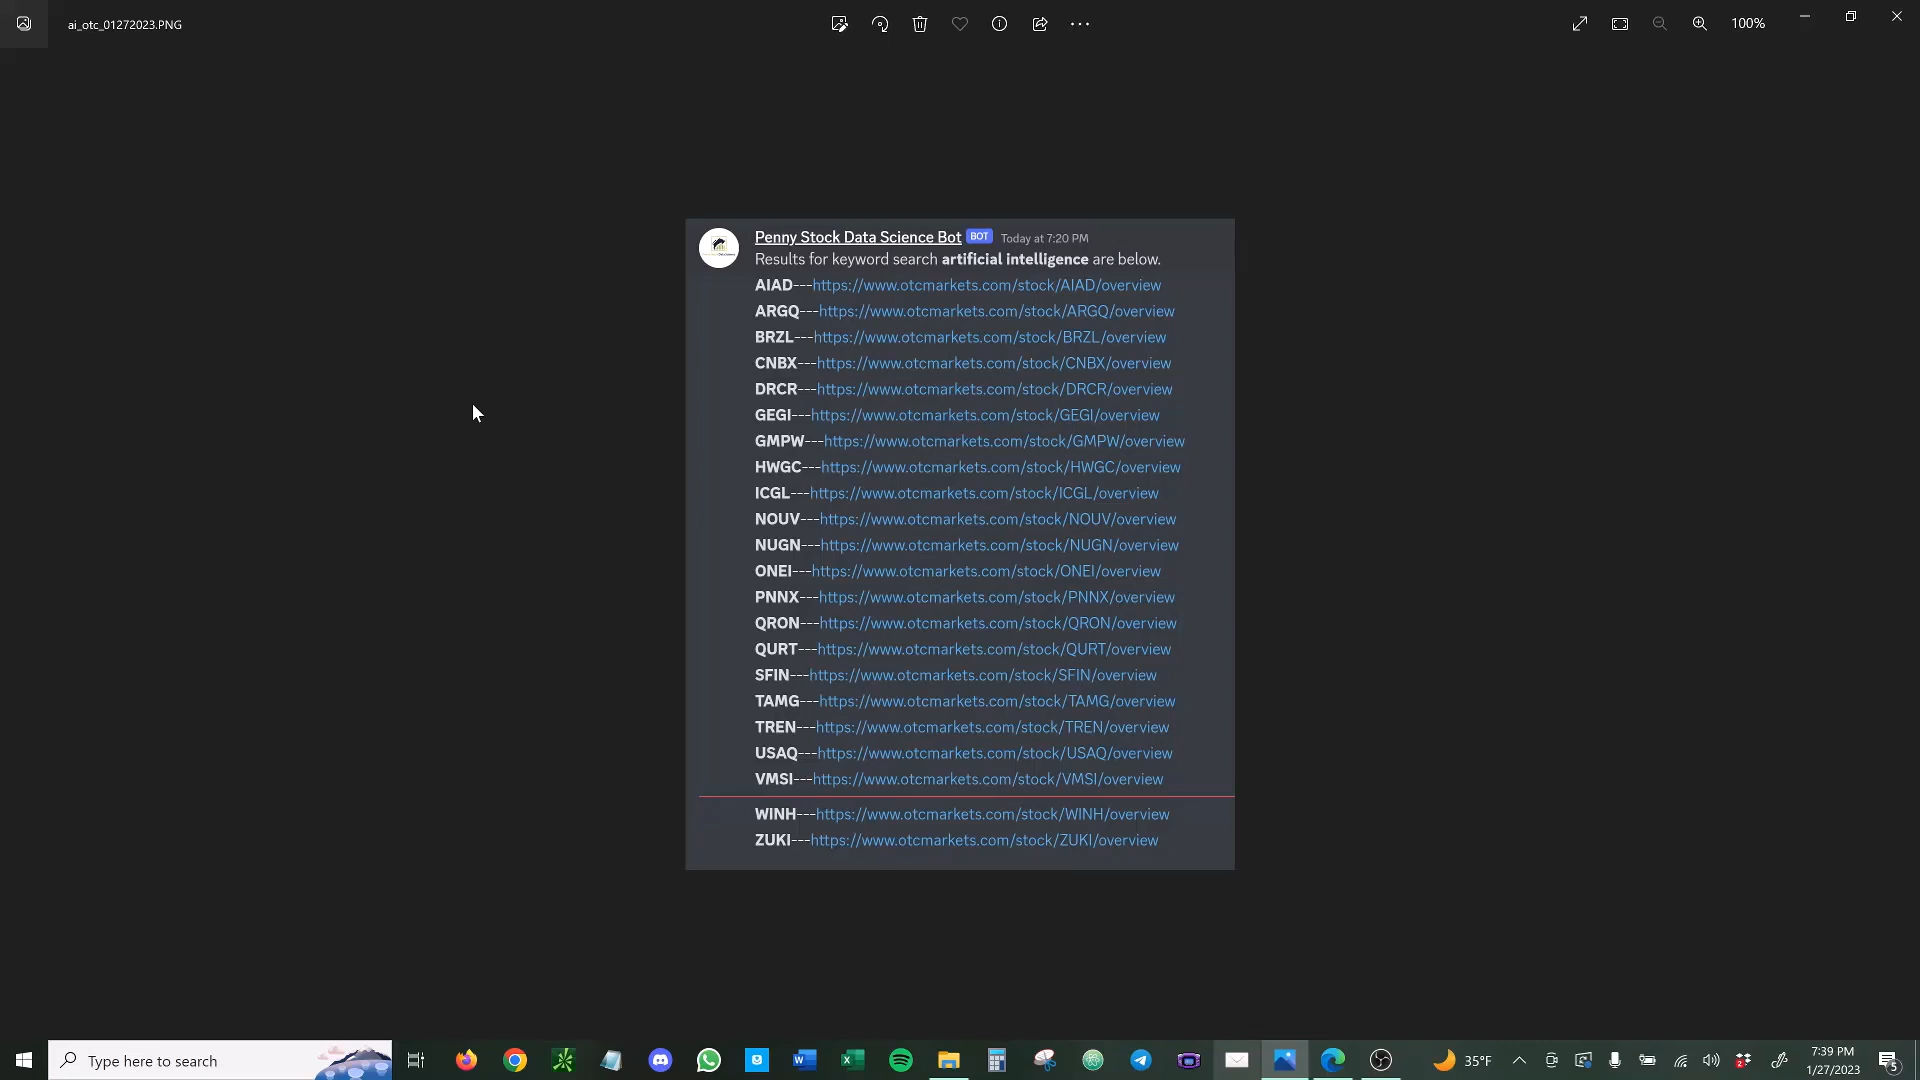 ai_otc_01272023.PNG
100%
Penny Stock Data Science Bot BOT Today at 7:20 PM
Results for keyword search artificial intelligence are below.
AIAD---https://www.otcmarkets.com/stock/AIAD/overview
ARGQ---https://www.otcmarkets.com/stock/ARGQ/overview
BRZL---https://www.otcmarkets.com/stock/BRZL/overview
CNBX---https://www.otcmarkets.com/stock/CNBX/overview
DRCR---https://www.otcmarkets.com/stock/DRCR/overview
GEGI---https://www.otcmarkets.com/stock/GEGI/overview
GMPW---https://www.otcmarkets.com/stock/GMPW/overview
HWGC---https://www.otcmarkets.com/stock/HWGC/overview
ICGL---https://www.otcmarkets.com/stock/ICGL/overview
NOUV---https://www.otcmarkets.com/stock/NOUV/overview
NUGN---https://www.otcmarkets.com/stock/NUGN/overview
ONEI---https://www.otcmarkets.com/stock/ONEI/overview
PNNX---https://www.otcmarkets.com/stock/PNNX/overview
QRON---https://www.otcmarkets.com/stock/QRON/overview
QURT---https://www.otcmarkets.com/stock/QURT/overview
SFIN---https://www.otcmarkets.com/stock/SFIN/overview
TAMG---https://www.otcmarkets.com/stock/TAMG/overview
TREN---https://www.otcmarkets.com/stock/TREN/overview
USAQ---https://www.otcmarkets.com/stock/USAQ/overview
VMSI---https://www.otcmarkets.com/stock/VMSI/overview
WINH---https://www.otcmarkets.com/stock/WINH/overview
ZUKI---https://www.otcmarkets.com/stock/ZUKI/overview
Type here to search
35°F
7:39 PM
1/27/2023
5